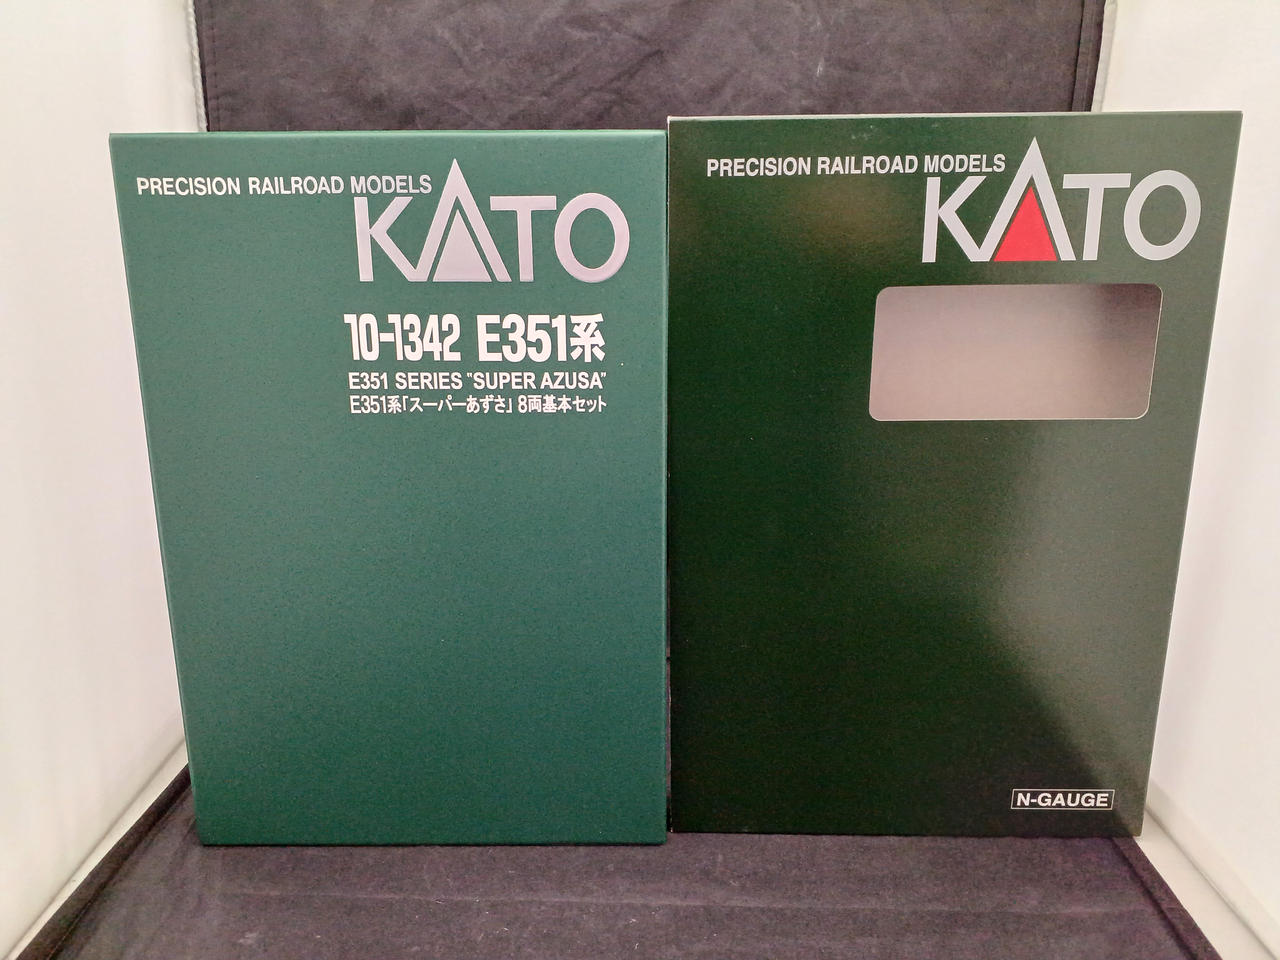 PRECISION RAILROAD MODELS
KATO
10-1342 E351系
E351 SERIES "SUPER AZUSA"
E351系「スーパーあずさ」8両基本セット
PRECISION RAILROAD MODELS
KATO
N-GAUGE